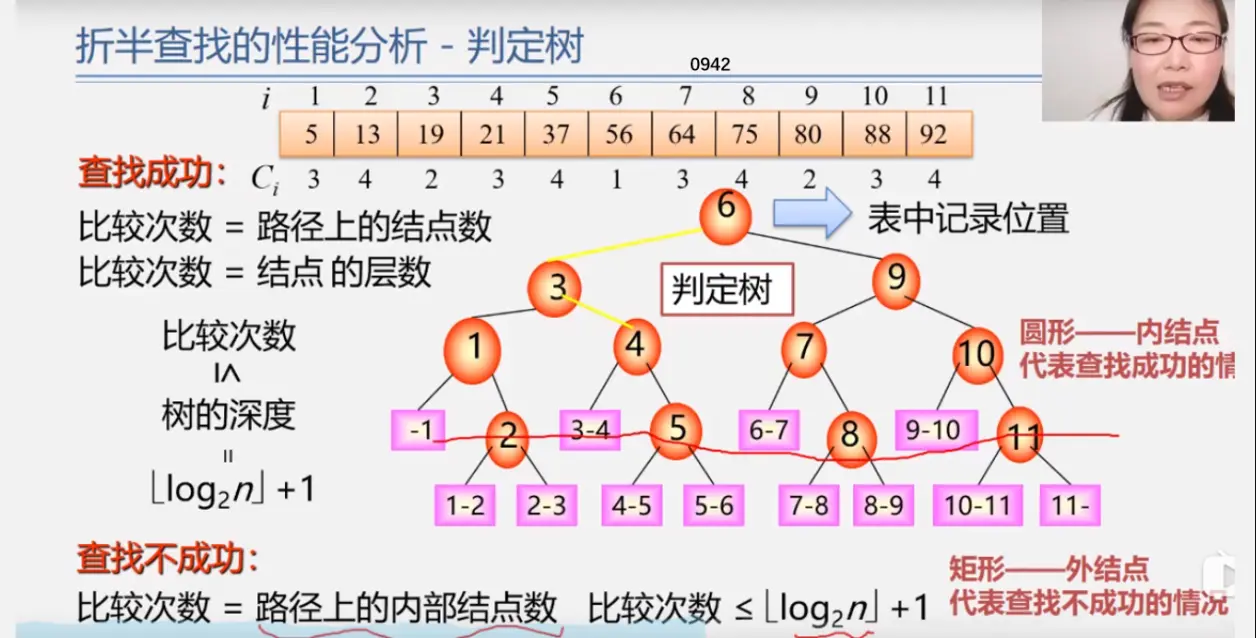 折半查找的性能分析 - 判定树
0942
i 1 2 3 4 5 6 7 8 9 10 11
5 13 19 21 37 56 64 75 80 88 92
查找成功：
Ci 3 4 2 3 4 1 3 4 2 3 4
比较次数 = 路径上的结点数
比较次数 = 结点的层数
6
表中记录位置
3
9
判定树
1
4
7
10
圆形——内结点
代表查找成功的情
比较次数
≤
树的深度
=
⌊log₂n⌋+1
-1
2
3-4
5
6-7
8
9-10
11
1-2
2-3
4-5
5-6
7-8
8-9
10-11
11-
查找不成功：
比较次数 = 路径上的内部结点数
比较次数 ≤ ⌊log₂n⌋+1
矩形——外结点
代表查找不成功的情况